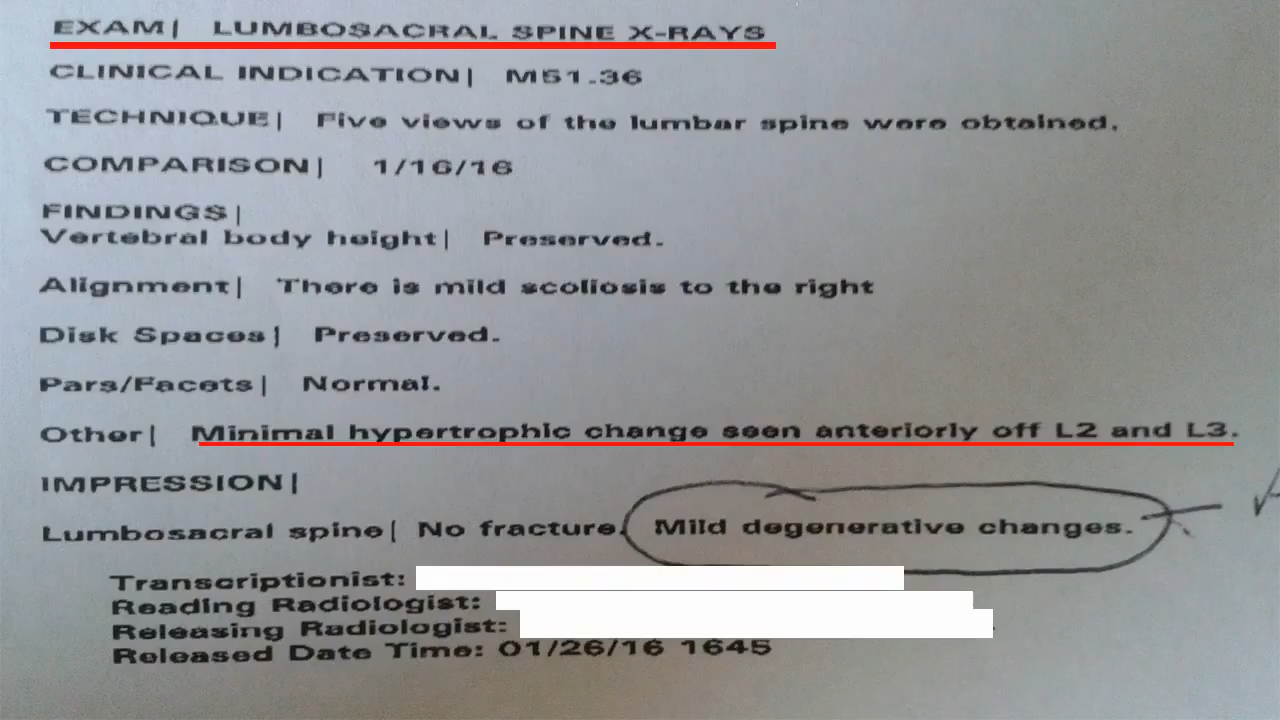 EXAM| LUMBOSACRAL SPINE X-RAYS
CLINICAL INDICATION| M51.36
TECHNIQUE| Five views of the lumbar spine were obtained.
COMPARISON| 1/16/16
FINDINGS|
Vertebral body height| Preserved.
Alignment| There is mild scoliosis to the right
Disk Spaces| Preserved.
Pars/Facets| Normal.
Other| Minimal hypertrophic change seen anteriorly off L2 and L3.
IMPRESSION|
Lumbosacral spine| No fracture. Mild degenerative changes.
Transcriptionist:
Reading Radiologist:
Releasing Radiologist:
Released Date Time: 01/26/16 1645